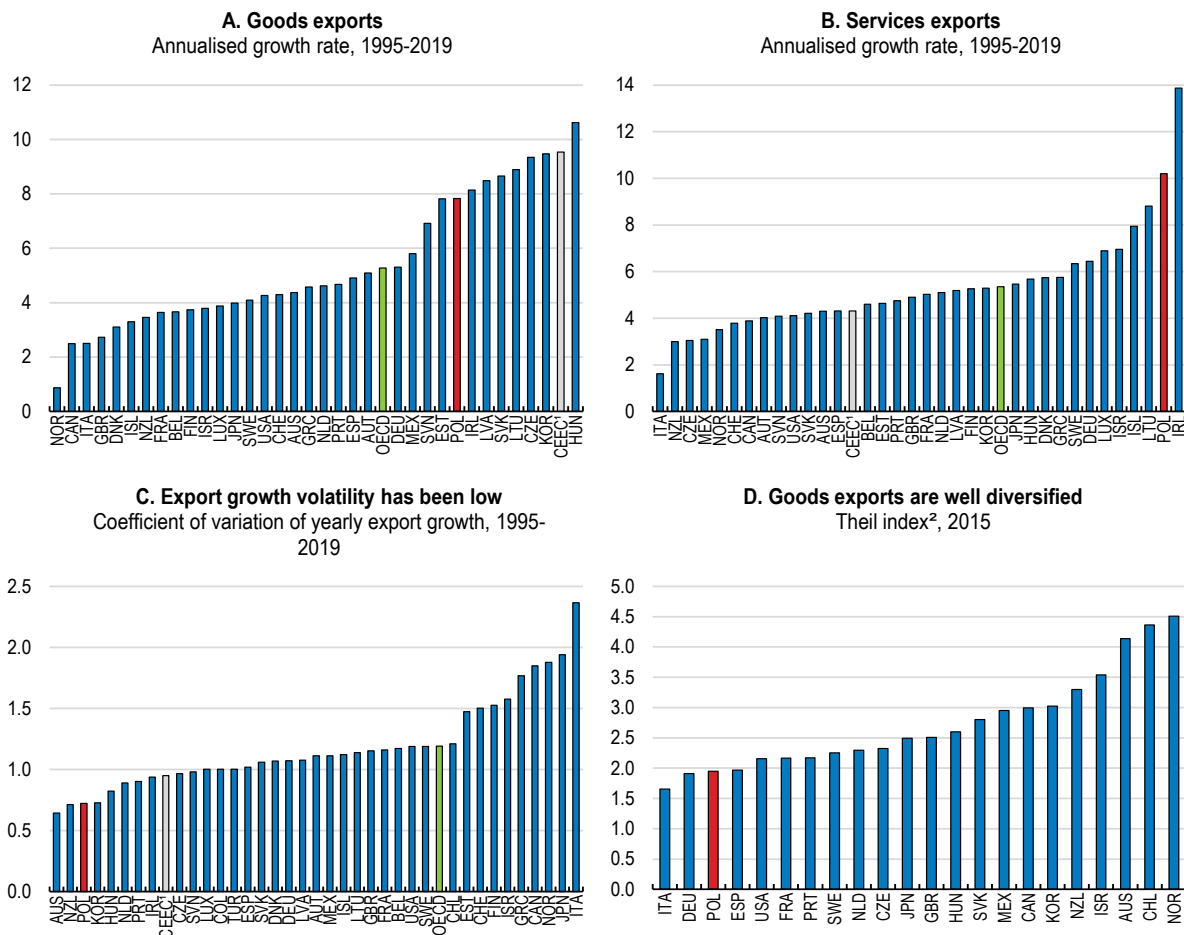 A. Goods exports
Annualised growth rate, 1995-2019
12
10
8
6
4
2
0
NOR
CAN
ITA
GBR
DNK
ISL
NZL
FRA
BEL
FIN
ISR
LUX
JPN
SWE
USA
CHE
AUS
GRC
NLD
PRT
ESP
AUT
OECD
DEU
MEX
SVN
EST
POL
IRL
LVA
SVK
LTU
CZE
KOR
CEEC¹
HUN
B. Services exports
Annualised growth rate, 1995-2019
14
12
10
8
6
4
2
0
ITA
NZL
CZE
MEX
NOR
CHE
CAN
AUT
SVN
USA
SVK
AUS
ESP
CEEC¹
BEL
EST
PRT
GBR
FRA
NLD
LVA
FIN
KOR
OECD
JPN
HUN
DNK
GRC
SWE
DEU
LUX
ISR
ISL
LTU
POL
IRL
C. Export growth volatility has been low
Coefficient of variation of yearly export growth, 1995-
2019
2.5
2.0
1.5
1.0
0.5
0.0
AUS
NZL
POL
KOR
HUN
NLD
PRT
IRL
CEEC¹
CZE
SVN
LUX
COL
TUR
ESP
SVK
DNK
DEU
LVA
AUT
MEX
ISL
LTU
GBR
FRA
BEL
USA
SWE
OECD
CHL
EST
CHE
FIN
ISR
GRC
CAN
NOR
JPN
ITA
D. Goods exports are well diversified
Theil index², 2015
5.0
4.5
4.0
3.5
3.0
2.5
2.0
1.5
1.0
0.5
0.0
ITA
DEU
POL
ESP
USA
FRA
PRT
SWE
NLD
CZE
JPN
GBR
HUN
SVK
MEX
CAN
KOR
NZL
ISR
AUS
CHL
NOR